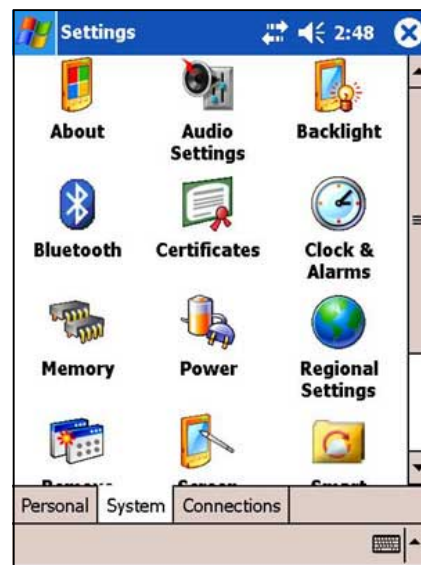 Settings 2:48
About
Audio
Settings
Backlight
Bluetooth
Certificates
Clock &
Alarms
Memory
Power
Regional
Settings
Personal System Connections